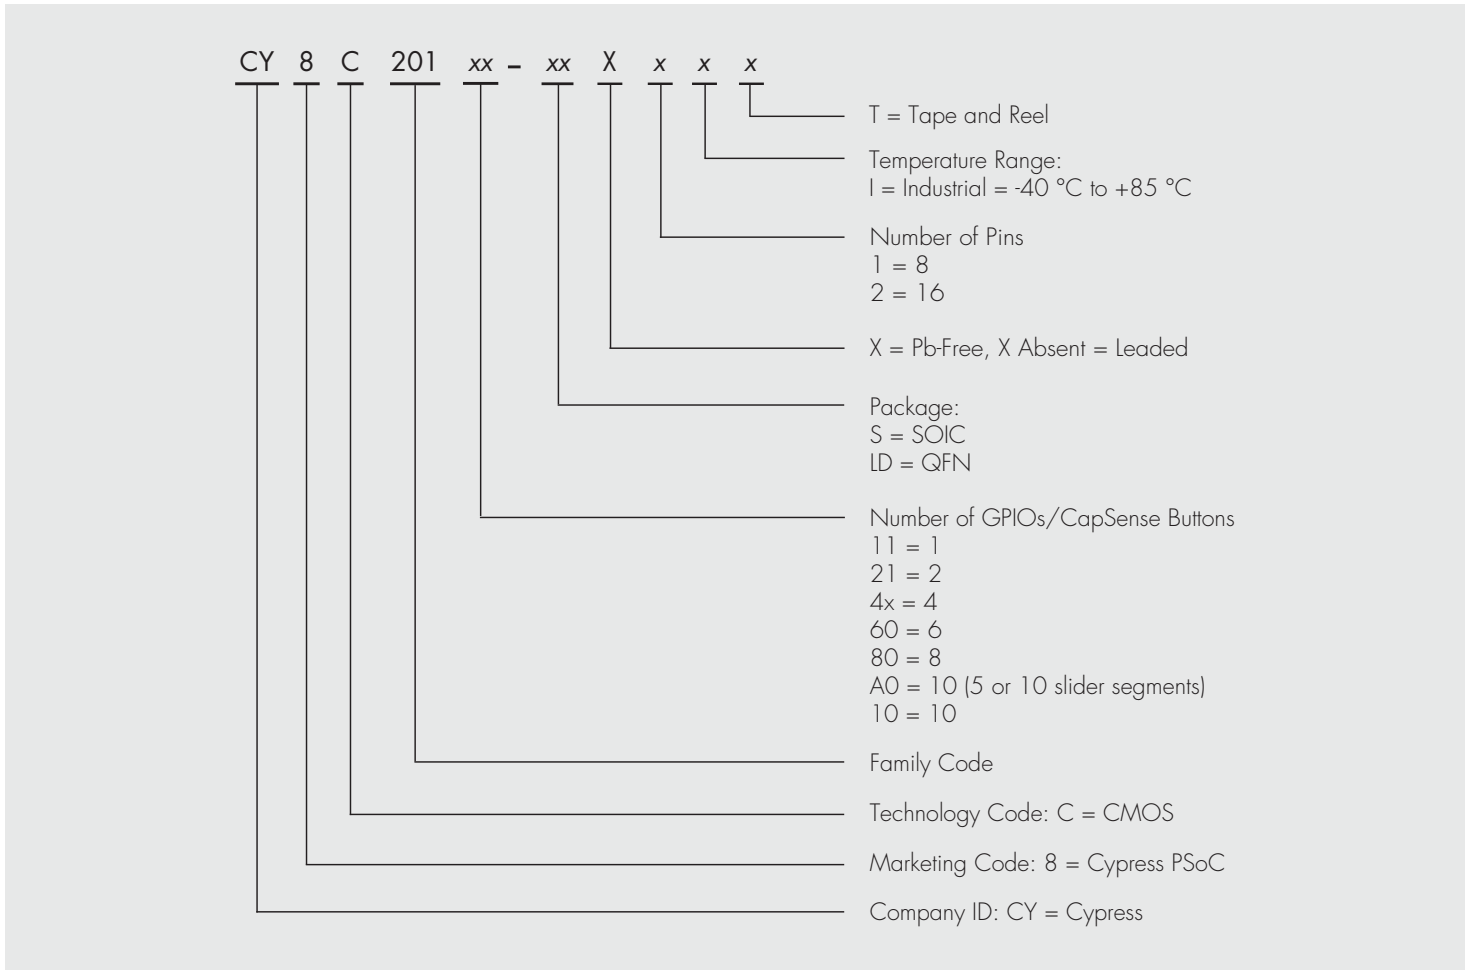 CY 8 C 201 xx – xx X x x x
T = Tape and Reel
Temperature Range:
I = Industrial = -40 °C to +85 °C
Number of Pins
1 = 8
2 = 16
X = Pb-Free, X Absent = Leaded
Package:
S = SOIC
LD = QFN
Number of GPIOs/CapSense Buttons
11 = 1
21 = 2
4x = 4
60 = 6
80 = 8
A0 = 10 (5 or 10 slider segments)
10 = 10
Family Code
Technology Code: C = CMOS
Marketing Code: 8 = Cypress PSoC
Company ID: CY = Cypress